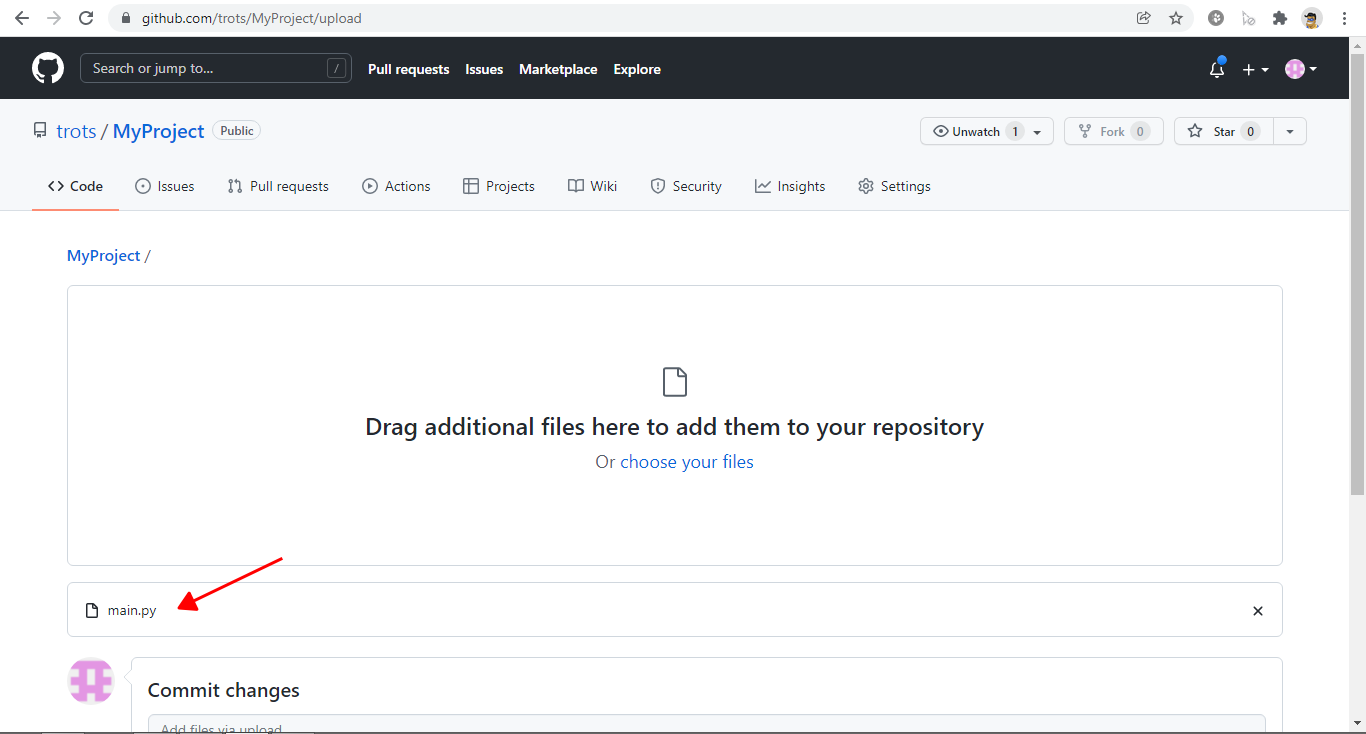 github.com/trots/MyProject/upload
Search or jump to... / Pull requests Issues Marketplace Explore
trots / MyProject Public Unwatch 1 Fork 0 Star 0
Code Issues Pull requests Actions Projects Wiki Security Insights Settings
MyProject /
Drag additional files here to add them to your repository
Or choose your files
main.py
Commit changes
Add files via upload